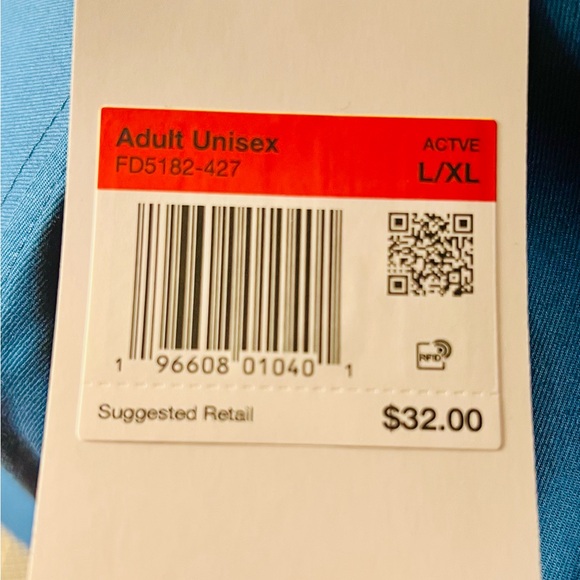 Adult Unisex
ACTVE
FD5182-427
L/XL
1 96608 01040 1
RFID
Suggested Retail
$32.00